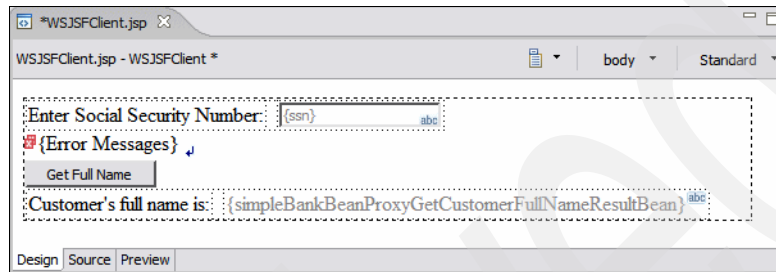 *WSJSFClient.jsp
WSJSFClient.jsp - WSJSFClient *
body
Standard
Enter Social Security Number: {ssn} abc
{Error Messages}
Get Full Name
Customer's full name is: {simpleBankBeanProxyGetCustomerFullNameResultBean} abc
Design Source Preview